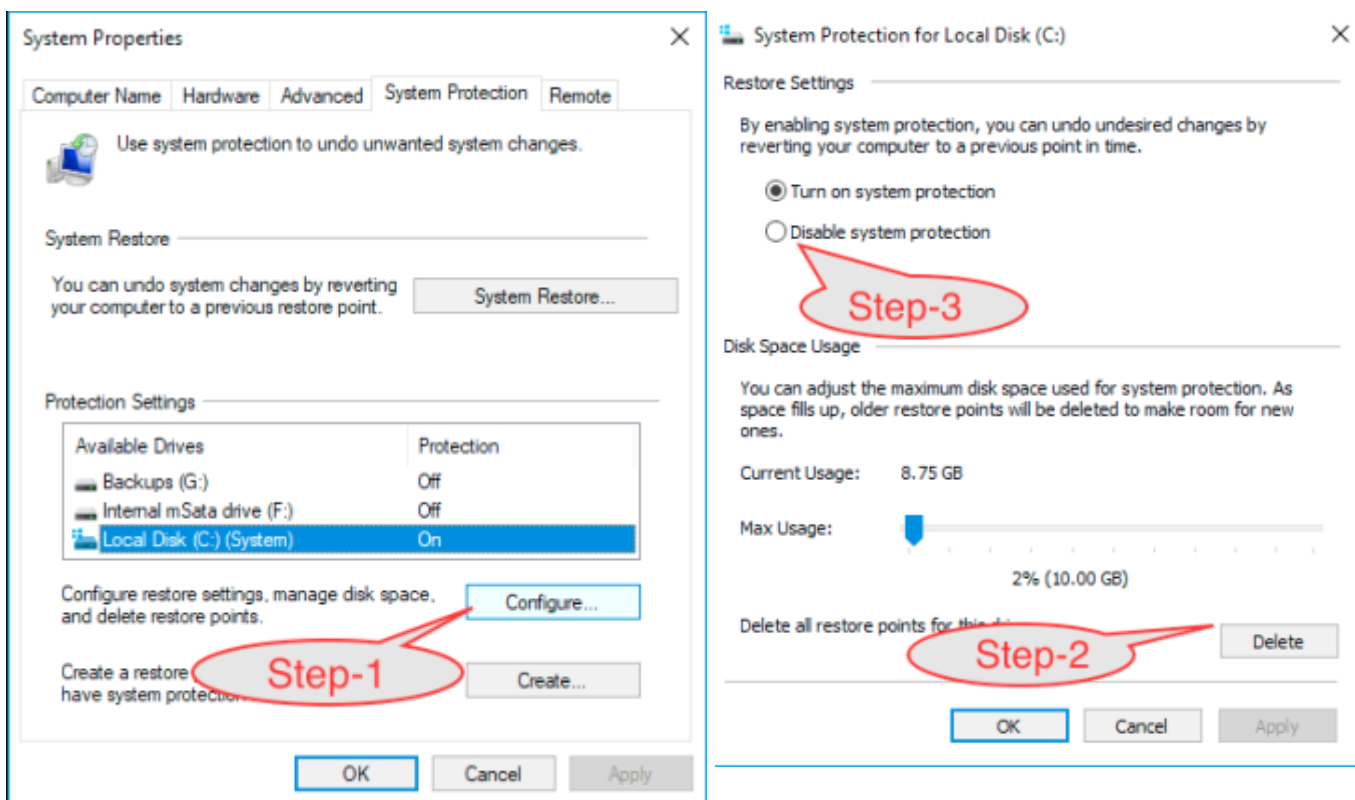 System Properties
Computer Name Hardware Advanced System Protection Remote
Use system protection to undo unwanted system changes.
System Restore
You can undo system changes by reverting
your computer to a previous restore point.
System Restore...
Protection Settings
Available Drives Protection
Backups (G:) Off
Internal mSata drive (F:) Off
Local Disk (C:) (System) On
Configure restore settings, manage disk space,
and delete restore points.
Configure...
Step-1
Create a restore
have system protection
Create...
OK Cancel Apply
System Protection for Local Disk (C:)
Restore Settings
By enabling system protection, you can undo undesired changes by
reverting your computer to a previous point in time.
Turn on system protection
Disable system protection
Step-3
Disk Space Usage
You can adjust the maximum disk space used for system protection. As
space fills up, older restore points will be deleted to make room for new
ones.
Current Usage: 8.75 GB
Max Usage:
2% (10.00 GB)
Delete all restore points for this
Step-2
Delete
OK Cancel Apply